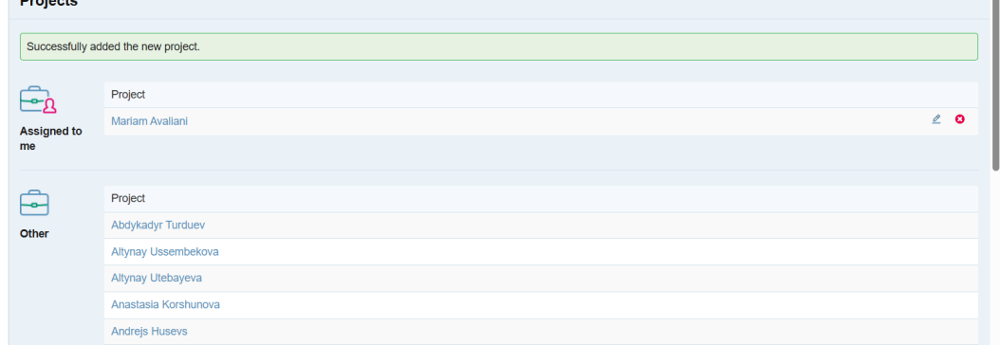 Projects
Successfully added the new project.
Assigned to
me
Project
Mariam Avaliani
Other
Project
Abdykadyr Turduev
Altynay Ussembekova
Altynay Utebayeva
Anastasia Korshunova
Andrejs Husevs